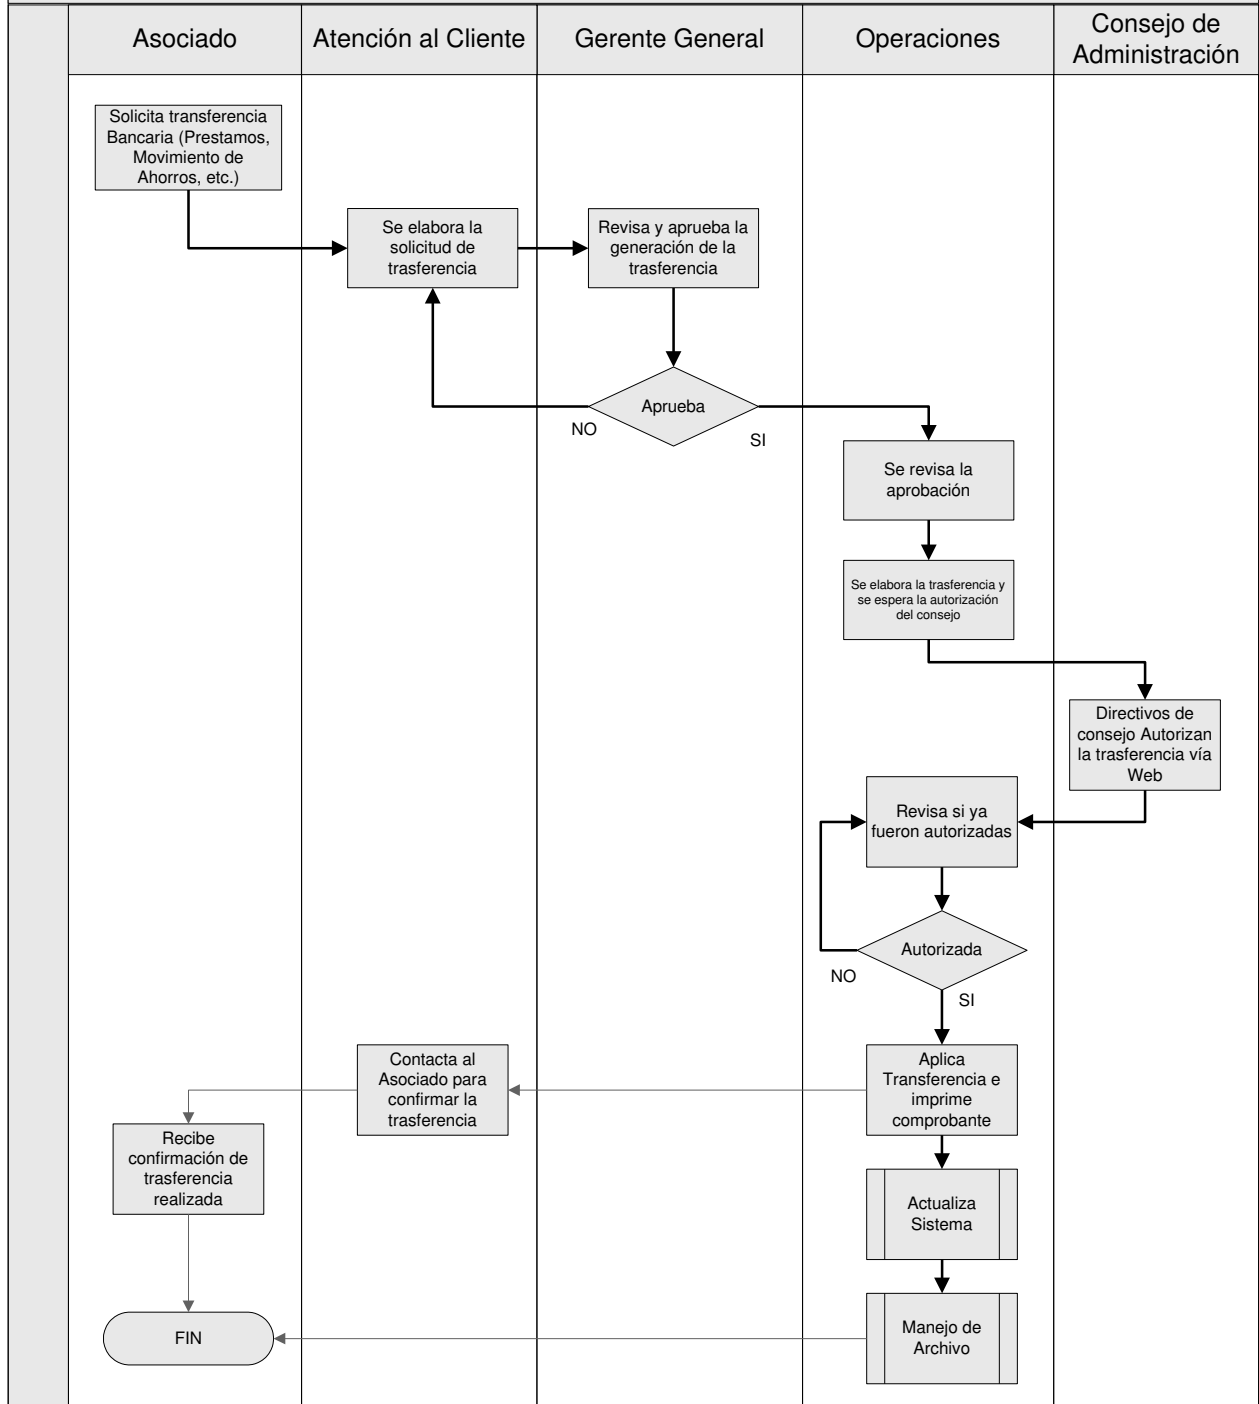 Asociado
Atención al Cliente
Gerente General
Operaciones
Consejo de
Administración
Solicita transferencia
Bancaria (Prestamos,
Movimiento de
Ahorros, etc.)
Se elabora la
solicitud de
trasferencia
Revisa y aprueba la
generación de la
trasferencia
Aprueba
NO
SI
Se revisa la
aprobación
Se elabora la trasferencia y
se espera la autorización
del consejo
Directivos de
consejo Autorizan
la trasferencia vía
Web
Revisa si ya
fueron autorizadas
Autorizada
NO
SI
Aplica
Transferencia e
imprime
comprobante
Contacta al
Asociado para
confirmar la
trasferencia
Recibe
confirmación de
trasferencia
realizada
Actualiza
Sistema
Manejo de
Archivo
FIN